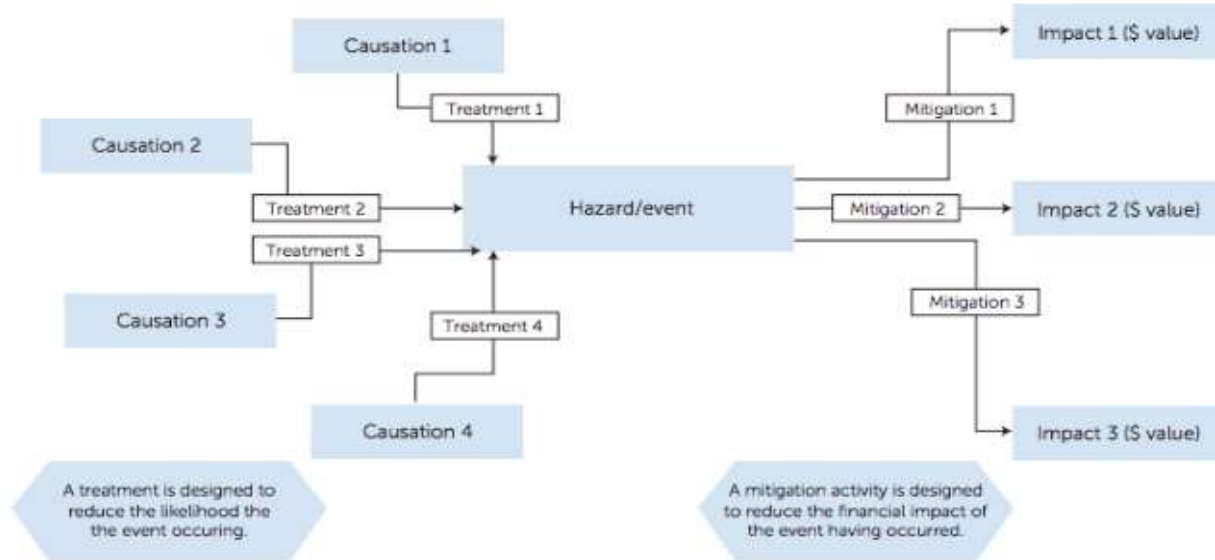 Causation 1
Impact 1 ($ value)
Treatment 1
Mitigation 1
Causation 2
Treatment 2
Hazard/event
Mitigation 2
Impact 2 ($ value)
Treatment 3
Causation 3
Mitigation 3
Treatment 4
Causation 4
Impact 3 ($ value)
A treatment is designed to
reduce the likelihood the
the event occuring.
A mitigation activity is designed
to reduce the financial impact of
the event having occurred.